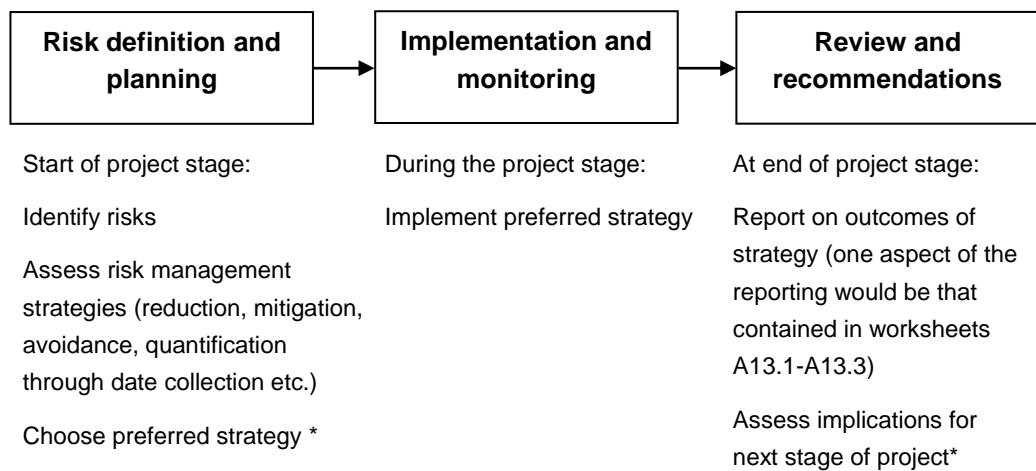 Risk definition and
planning
Implementation and
monitoring
Review and
recommendations
Start of project stage:
Identify risks
Assess risk management
strategies (reduction, mitigation,
avoidance, quantification
through date collection etc.)
Choose preferred strategy *
During the project stage:
Implement preferred strategy
At end of project stage:
Report on outcomes of
strategy (one aspect of the
reporting would be that
contained in worksheets
A13.1-A13.3)
Assess implications for
next stage of project*